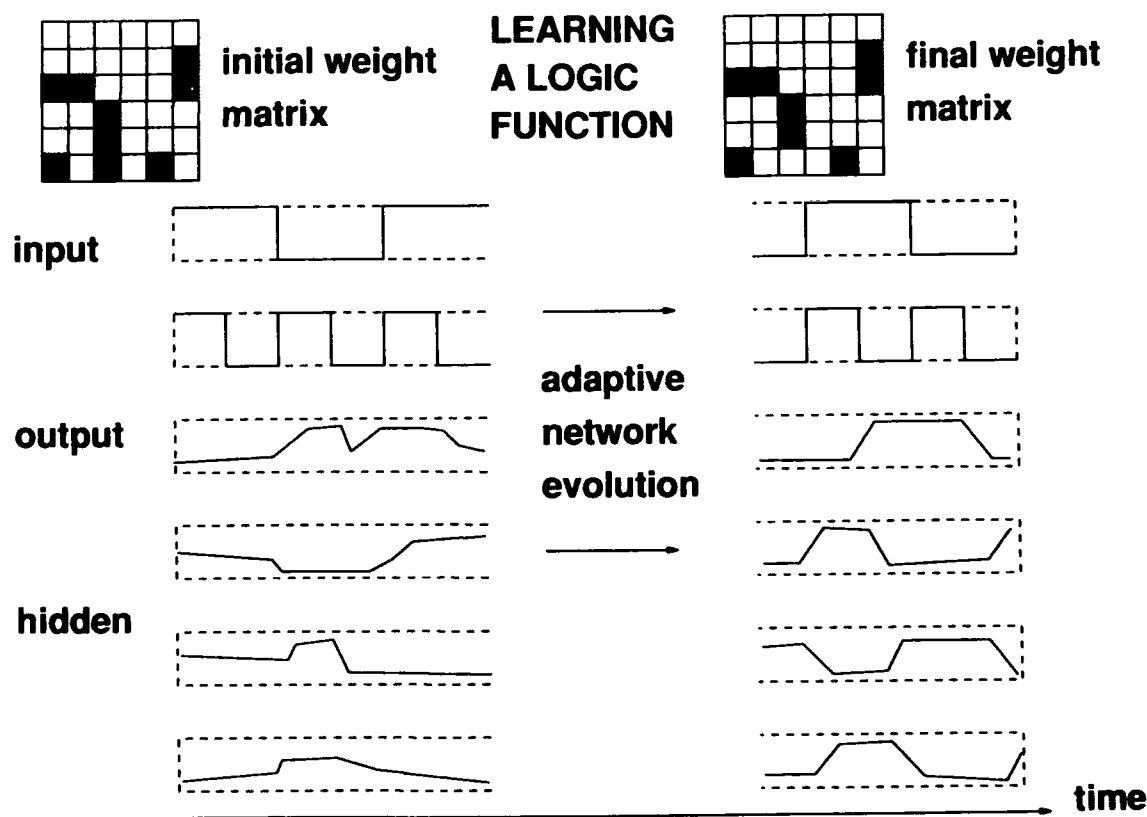 initial weight
matrix
LEARNING
A LOGIC
FUNCTION
final weight
matrix
input
output
adaptive
network
evolution
hidden
time